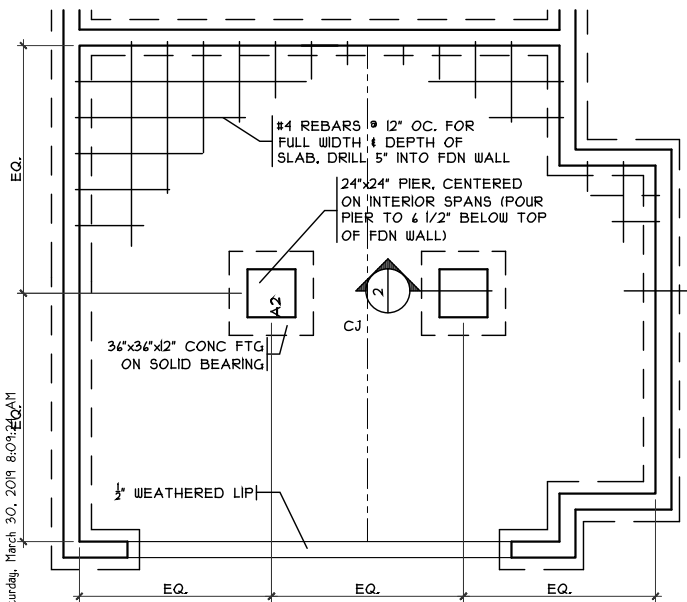 #4 REBARS @ 12" OC. FOR
FULL WIDTH & DEPTH OF
SLAB, DRILL 5" INTO FDN WALL
24"x24" PIER, CENTERED
ON INTERIOR SPANS (POUR
PIER TO 6 1/2" BELOW TOP
OF FDN WALL)
EQ.
A2
2
CJ
36"x36"x12" CONC FTG
ON SOLID BEARING
EQ.
½" WEATHERED LIP
EQ.
EQ.
EQ.
urday, March 30, 2019 8:09:24 AM